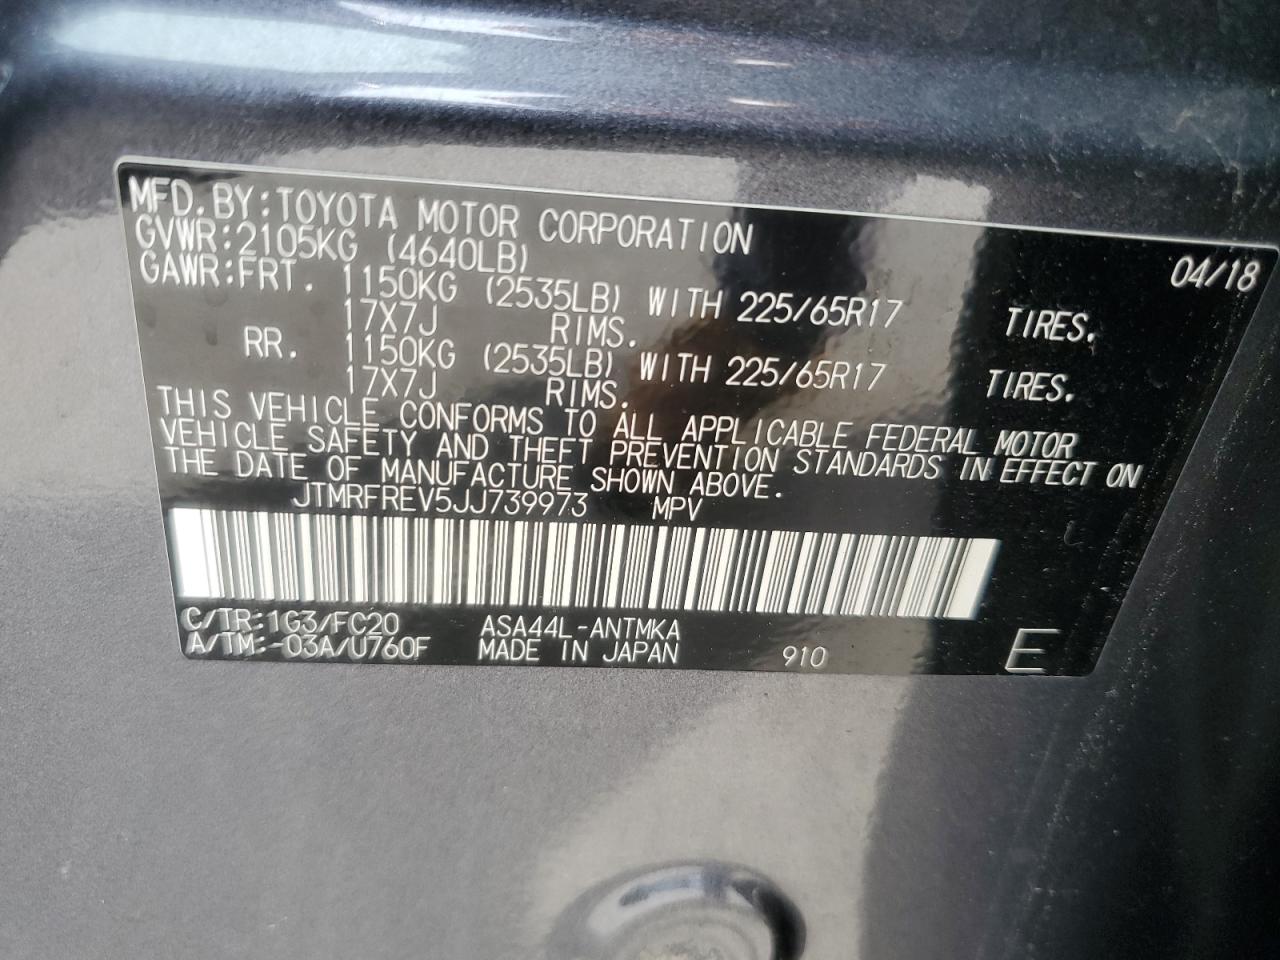 MFD. BY: TOYOTA MOTOR CORPORATION 04/18
GVWR: 2105KG (4640LB)
GAWR: FRT. 1150KG (2535LB) WITH 225/65R17 TIRES.
17X7J RIMS.
RR. 1150KG (2535LB) WITH 225/65R17 TIRES.
17X7J RIMS.
THIS VEHICLE CONFORMS TO ALL APPLICABLE FEDERAL MOTOR
VEHICLE SAFETY AND THEFT PREVENTION STANDARDS IN EFFECT ON
THE DATE OF MANUFACTURE SHOWN ABOVE.
JTMRFREV5JJ739973 MPV
C/TR: 1G3/FC20 ASA44L-ANTMKA
A/TM: -03A/U760F MADE IN JAPAN 910 E